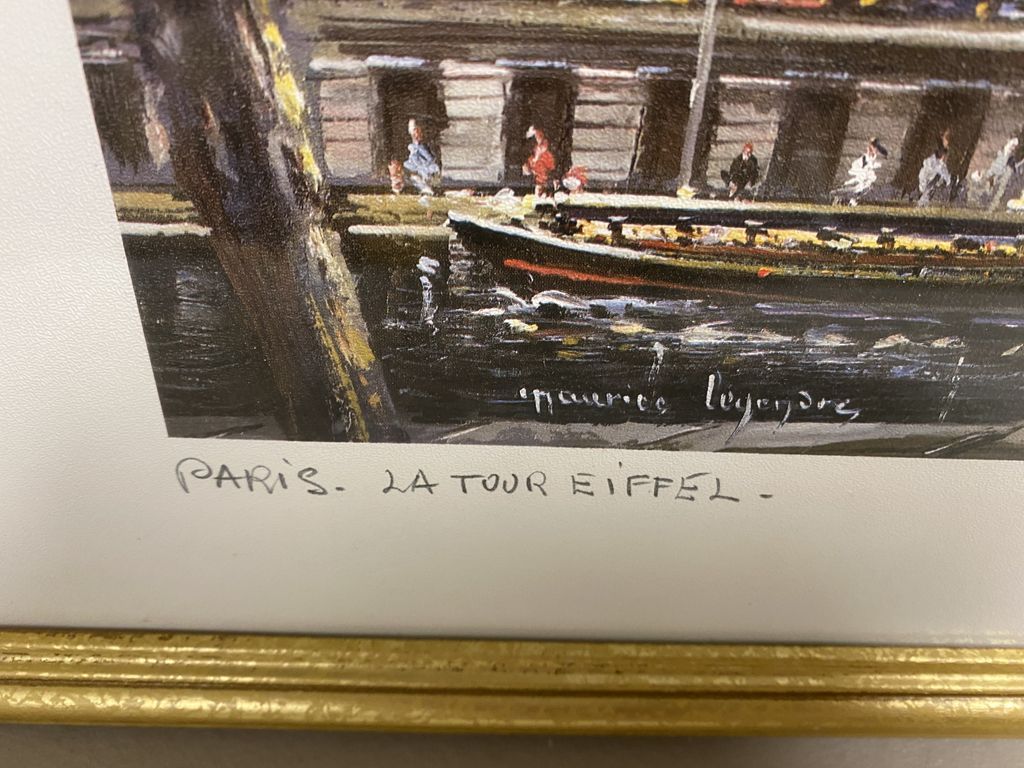 maurice legendre
PARIS. LA TOUR EIFFEL -